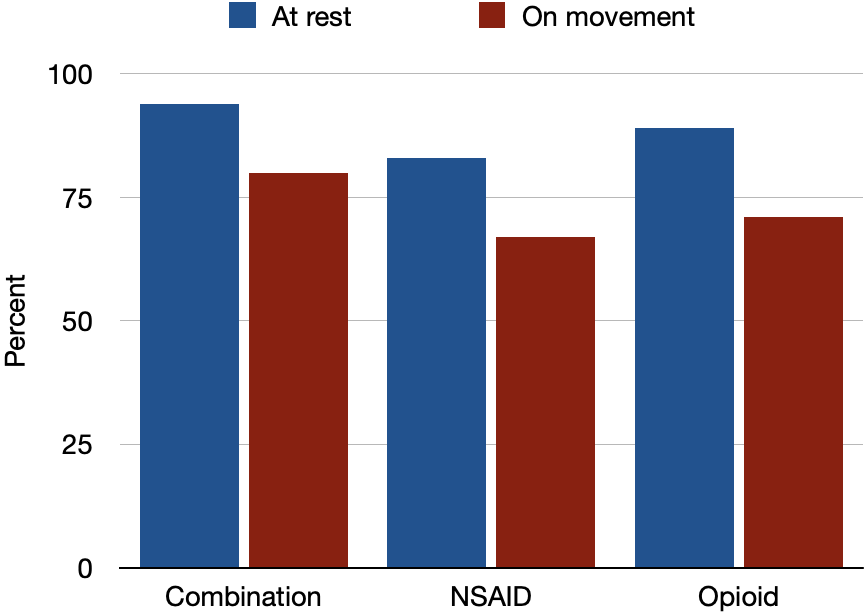 At rest
On movement
100
75
50
25
0
Percent
Combination
NSAID
Opioid